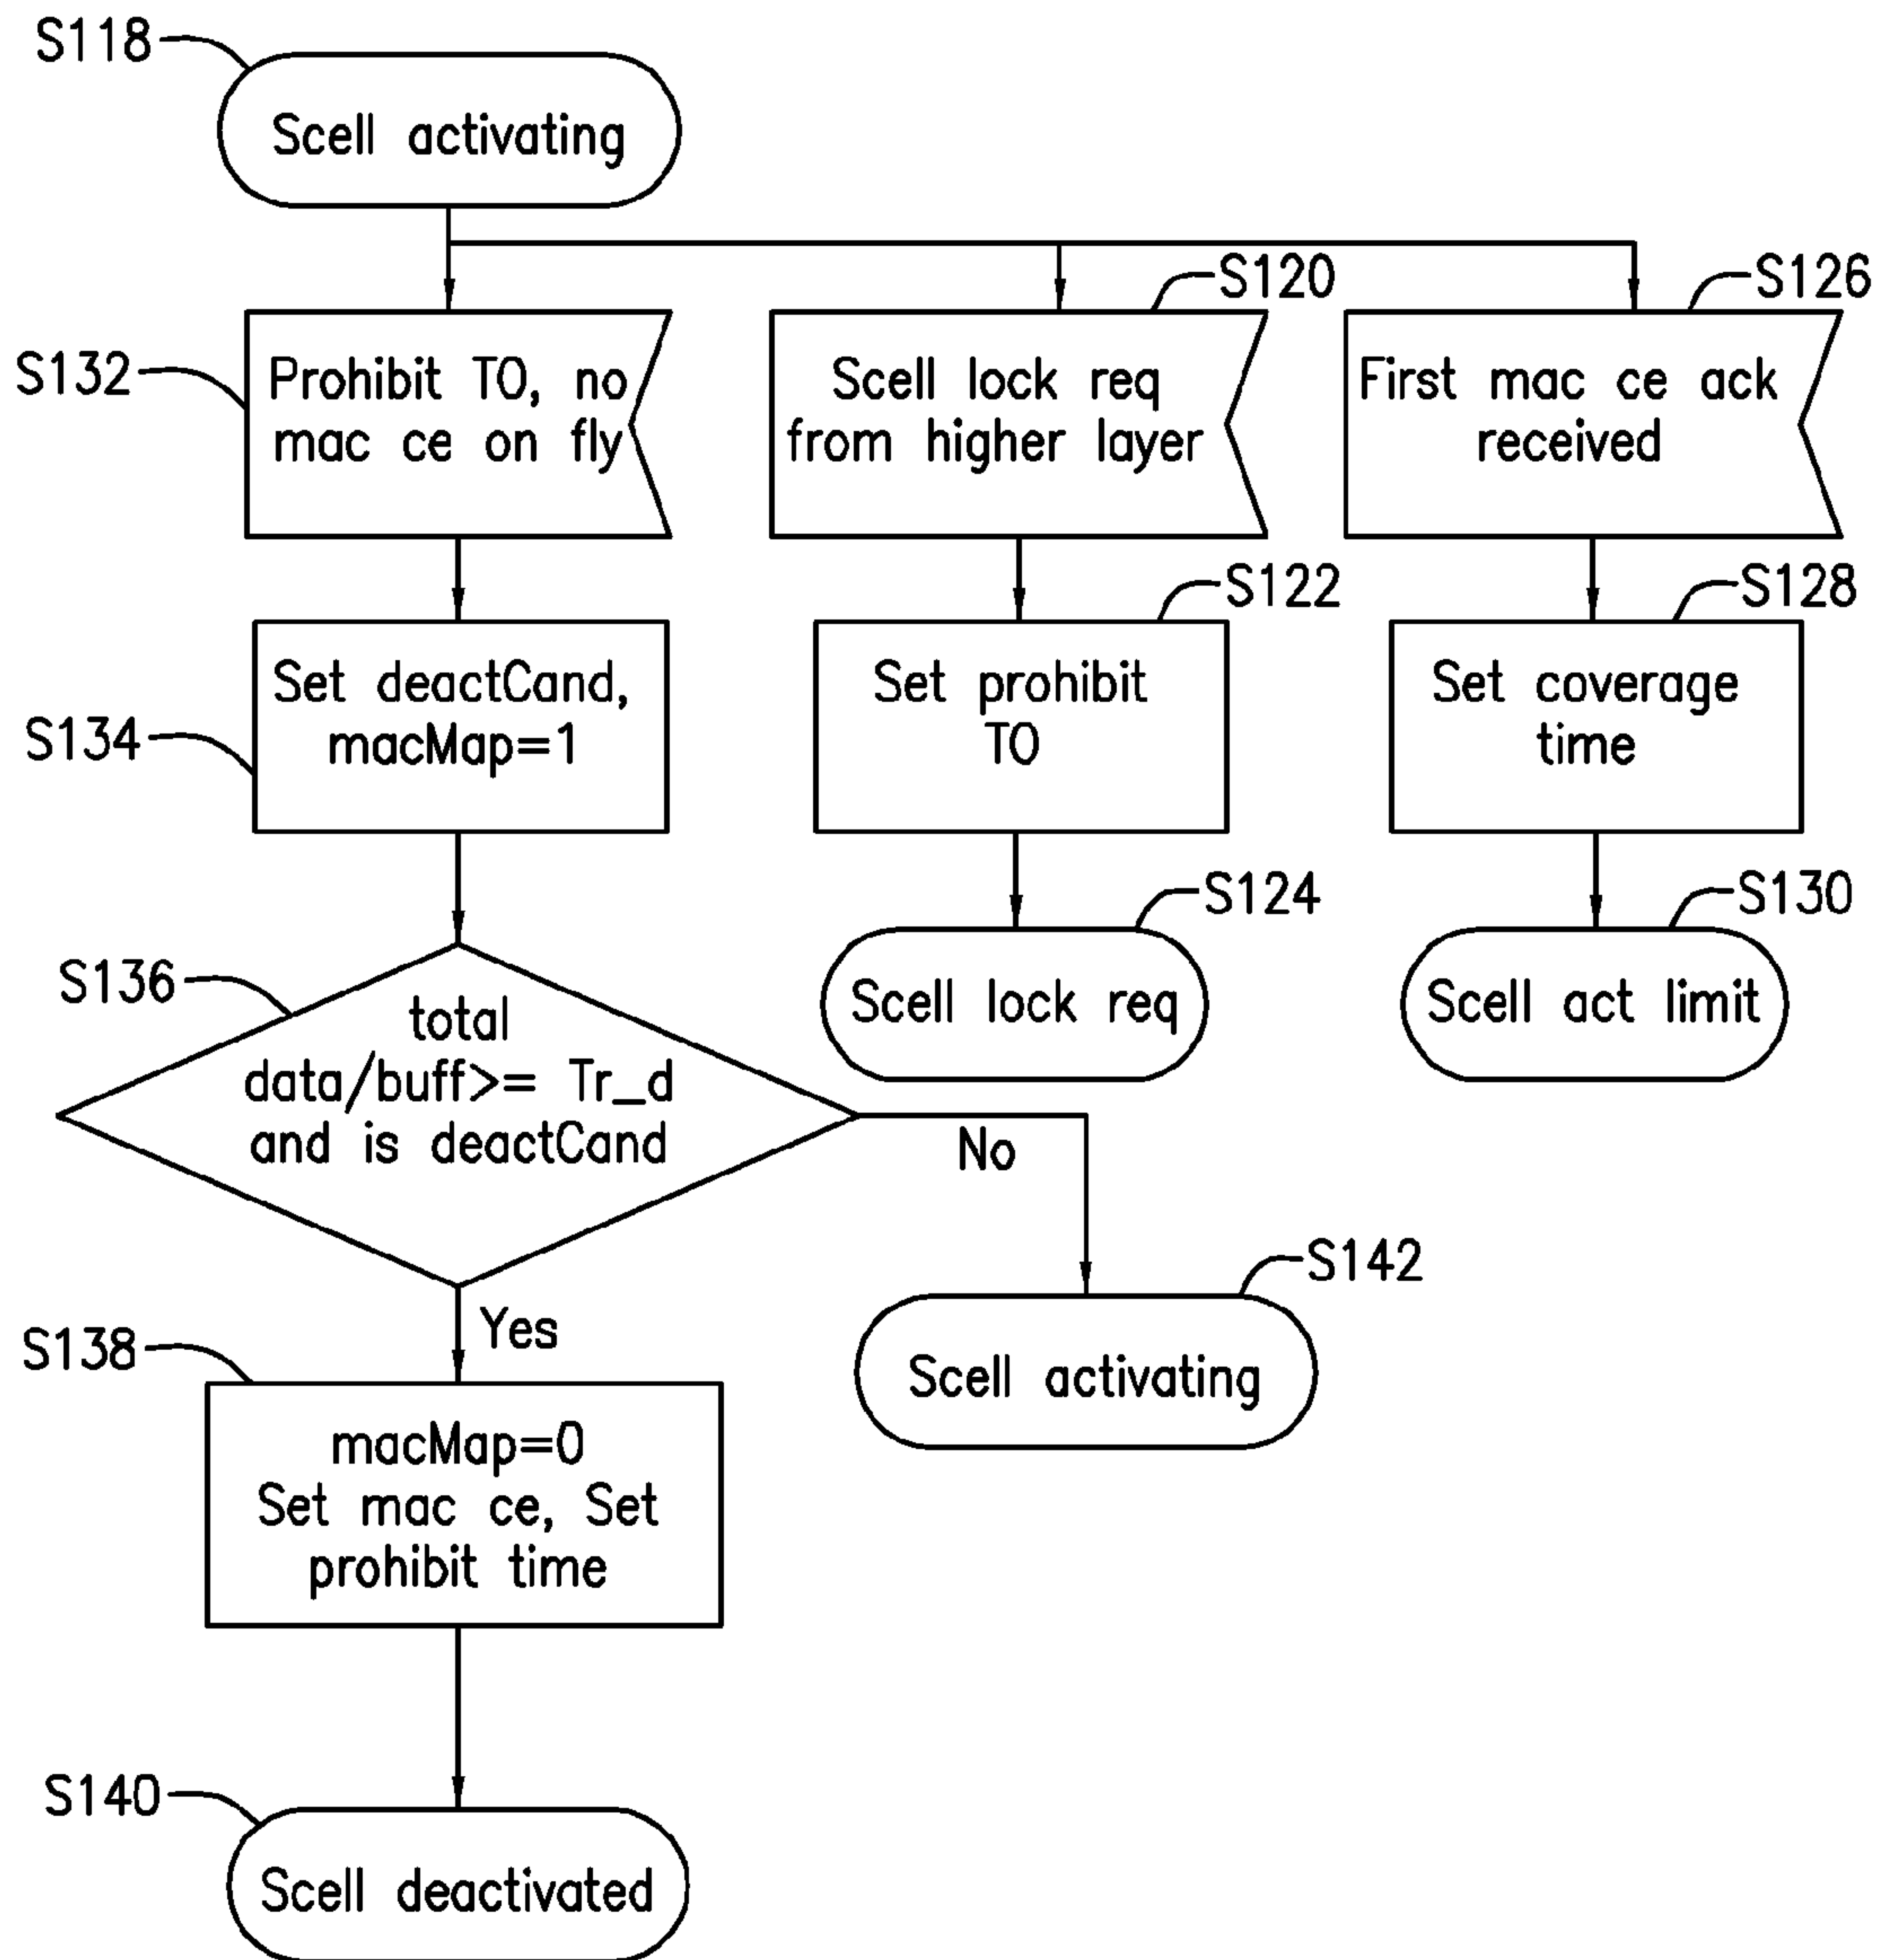 S118
Scell activating
S132
Prohibit TO, no
mac ce on fly
S120
Scell lock req
from higher layer
S126
First mac ce ack
received
S134
Set deactCand,
macMap=1
S122
Set prohibit
TO
S128
Set coverage
time
S136
total
data/buff>= Tr_d
and is deactCand
No
Yes
S124
Scell lock req
S130
Scell act limit
S142
Scell activating
S138
macMap=0
Set mac ce, Set
prohibit time
S140
Scell deactivated